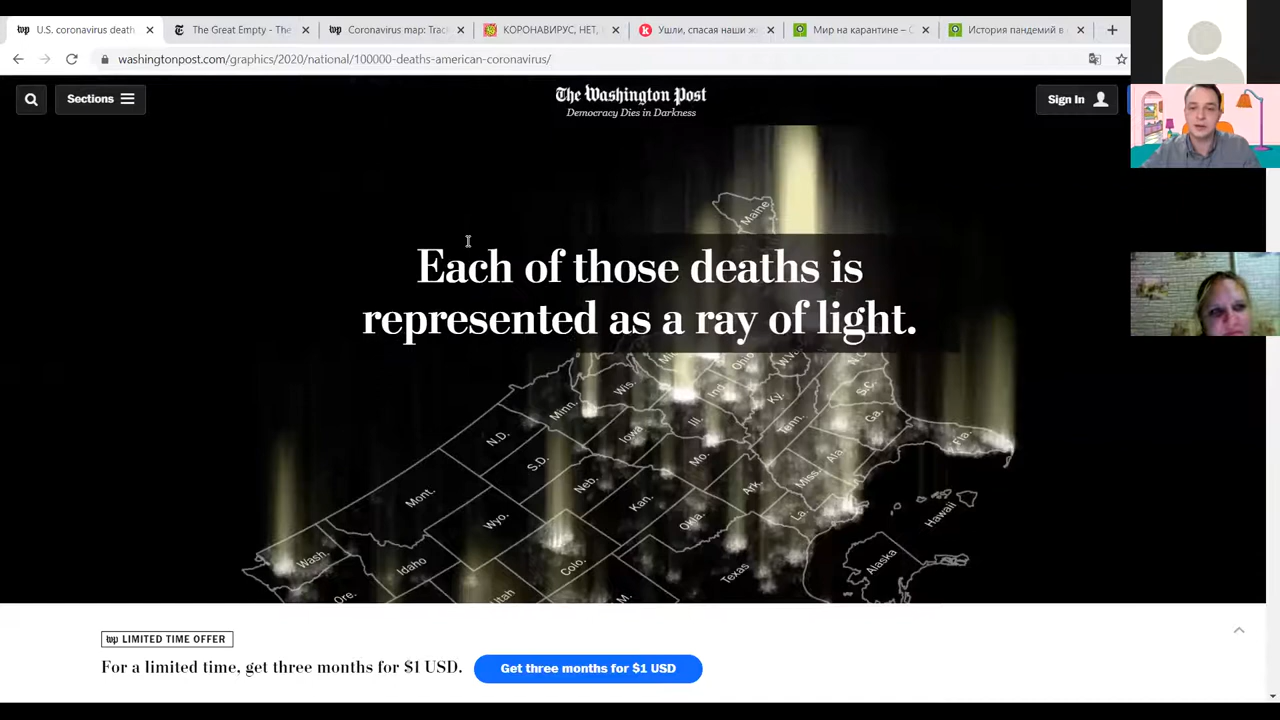 U.S. coronavirus death
The Great Empty - The
Coronavirus map: Trac
КОРОНАВИРУС, НЕТ,
Ушли, спасая наши ж
Мир на карантине – С
История пандемий в
washingtonpost.com/graphics/2020/national/100000-deaths-american-coronavirus/
Sections
The Washington Post
Democracy Dies in Darkness
Sign In
Maine
Each of those deaths is
represented as a ray of light.
Ohio
W.Va.
N.C.
Wis.
Ind.
Ky.
S.C.
Minn.
Ill.
Tenn.
Ga.
N.D.
Iowa
Fla.
S.D.
Mo.
Ala.
Mont.
Neb.
Kan.
Ark.
Miss.
Wyo.
Okla.
La.
Hawaii
Wash.
Idaho
Colo.
Texas
Alaska
Ore.
Utah
N.M.
wp LIMITED TIME OFFER
For a limited time, get three months for $1 USD.
Get three months for $1 USD